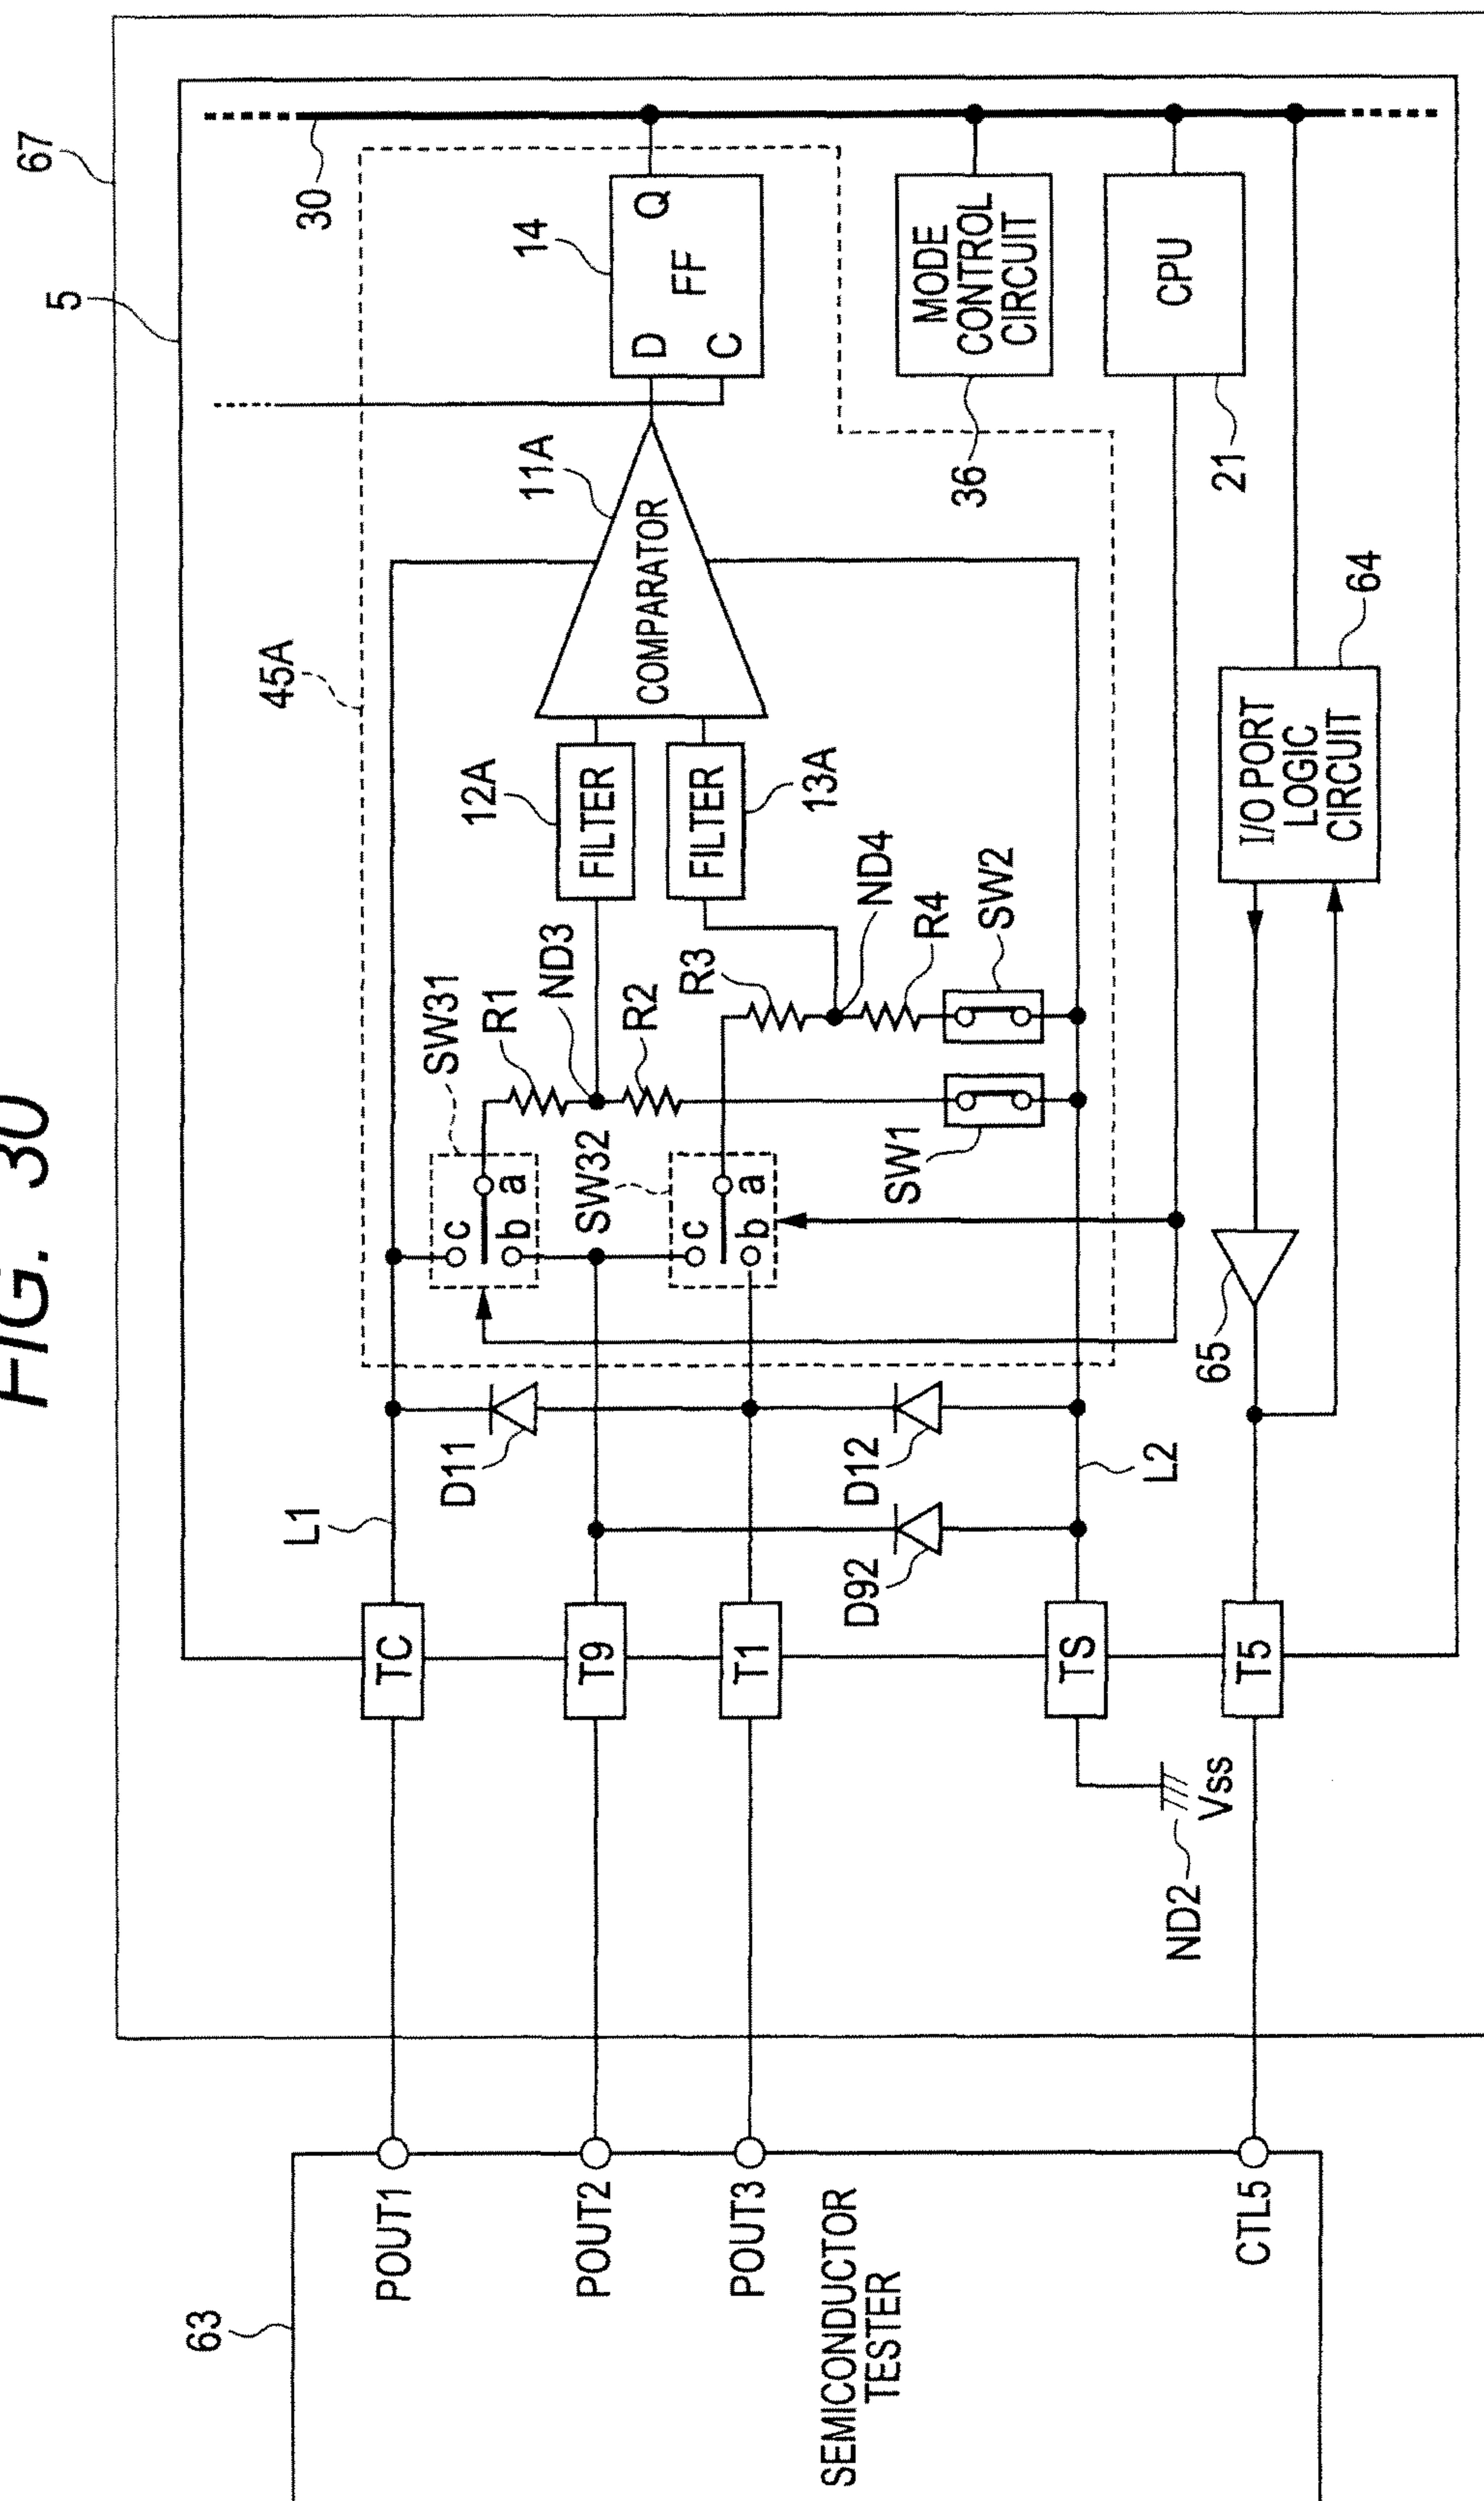 FIG. 30
67
5
30
45A
14
D
Q
FF
C
11A
COMPARATOR
MODE
CONTROL
CIRCUIT
36
CPU
21
12A
FILTER
FILTER
13A
ND3
ND4
SW31
R1
R2
R3
R4
SW2
SW32
SW1
c
a
b
c
a
b
I/O PORT
LOGIC
CIRCUIT
64
65
L1
D11
D12
D92
L2
TC
T9
T1
TS
T5
ND2
Vss
63
POUT1
POUT2
POUT3
SEMICONDUCTOR
TESTER
CTL5